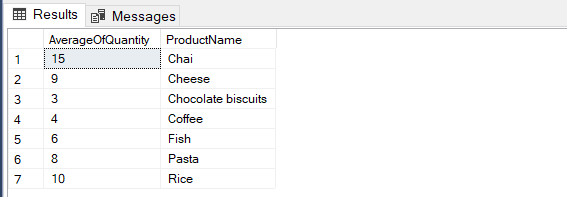 Results Messages
AverageOfQuantity ProductName
1 15 Chai
2 9 Cheese
3 3 Chocolate biscuits
4 4 Coffee
5 6 Fish
6 8 Pasta
7 10 Rice